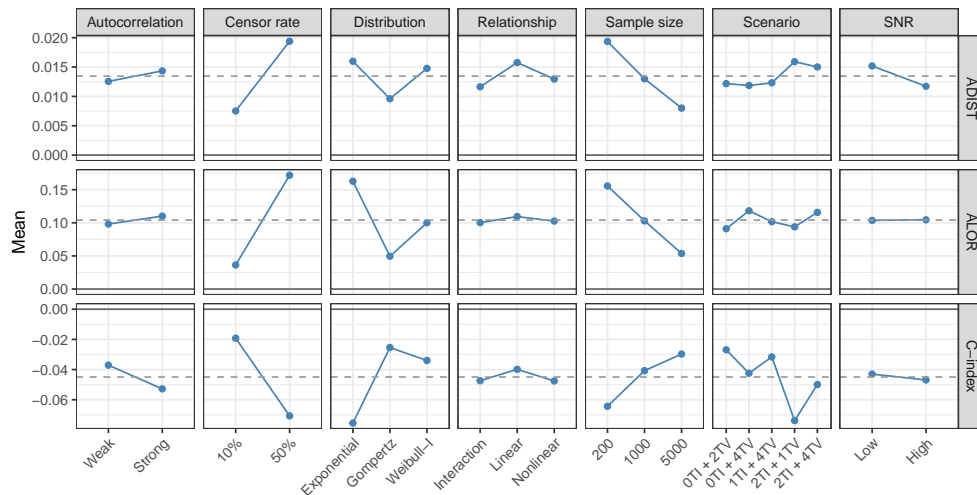 Autocorrelation Censor rate Distribution Relationship Sample size Scenario SNR
0.020
0.015
0.010
0.005
0.000
ADIST
0.15
0.10
0.05
0.00
ALOR
0.00
−0.02
−0.04
−0.06
C−index
Mean
Weak Strong 10% 50% Exponential Gompertz Weibull−I Interaction Linear Nonlinear 200 1000 5000 0TI + 2TV 0TI + 4TV 1TI + 4TV 2TI + 1TV 2TI + 4TV Low High